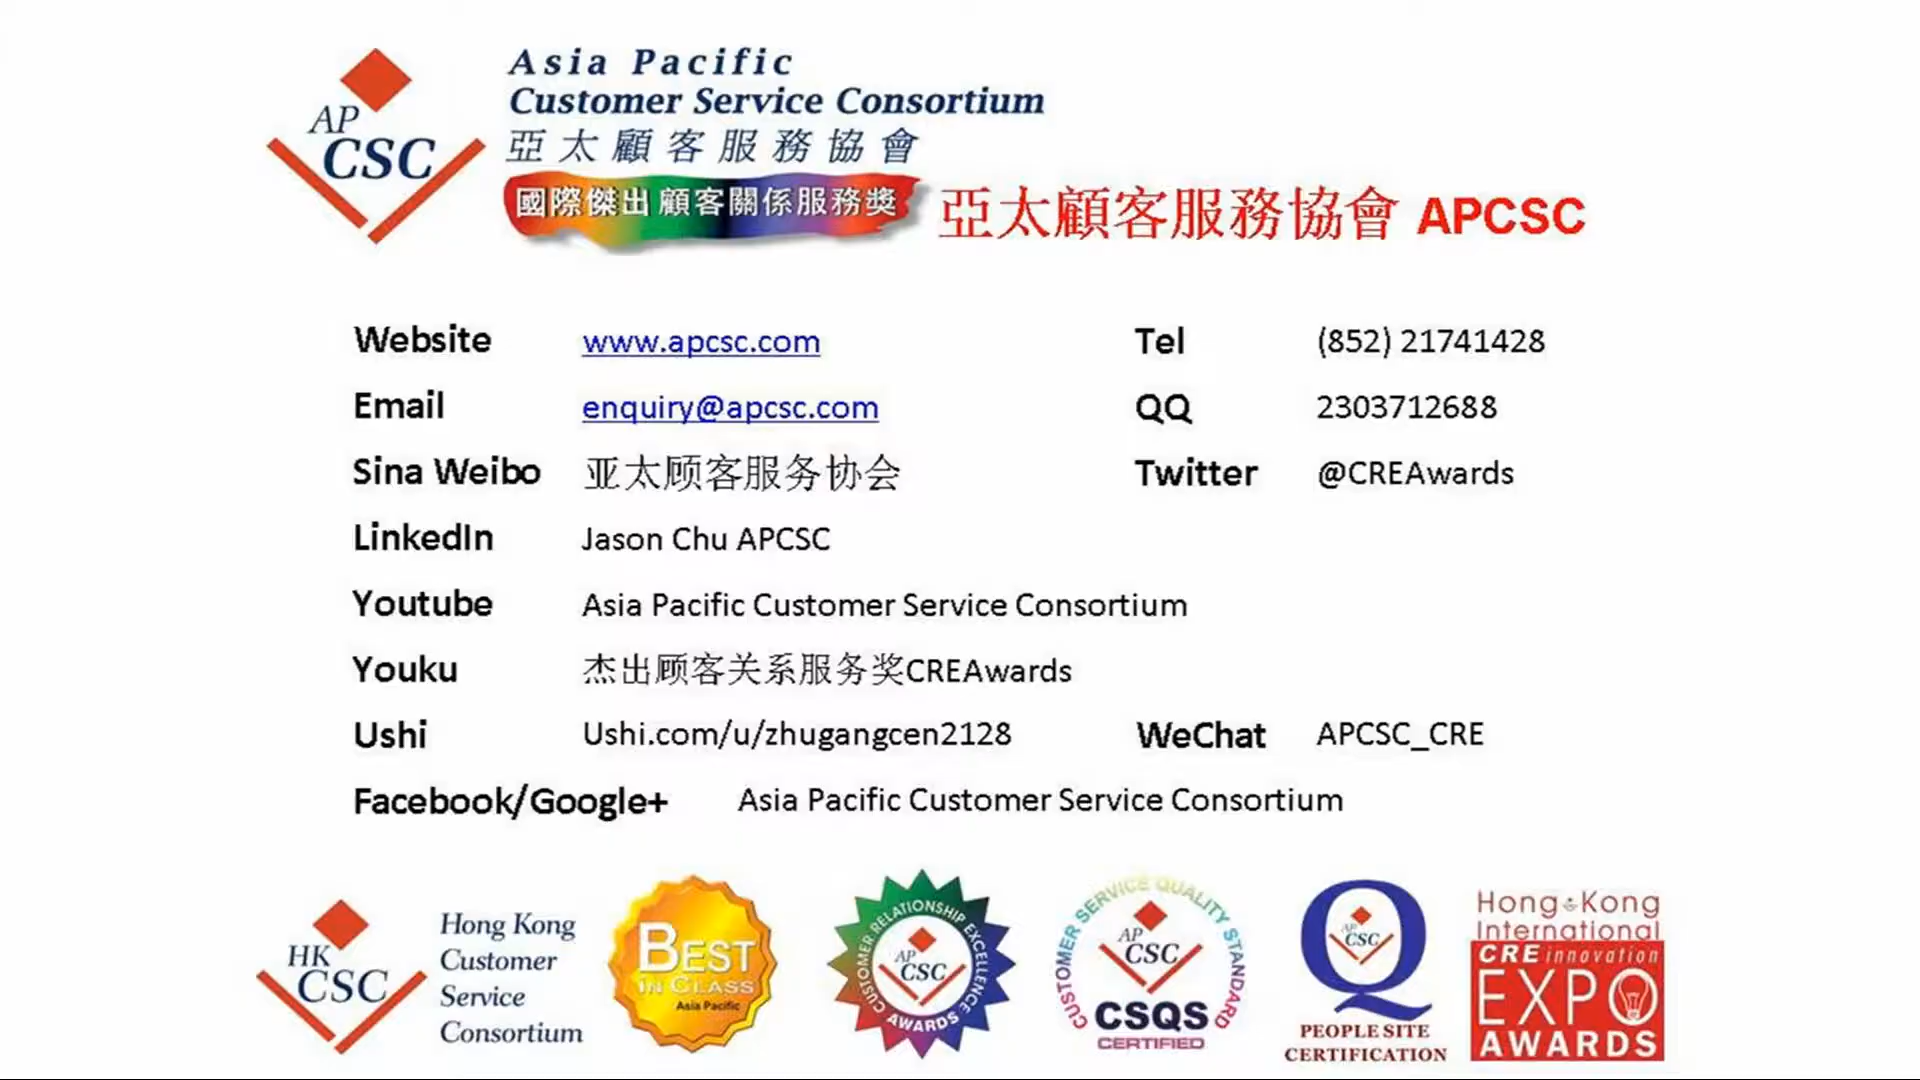 Asia Pacific
Customer Service Consortium
亞太顧客服務協會
AP
CSC
國際傑出顧客關係服務獎
亞太顧客服務協會 APCSC
Website www.apcsc.com Tel (852) 21741428
Email enquiry@apcsc.com QQ 2303712688
Sina Weibo 亚太顾客服务协会 Twitter @CREAwards
LinkedIn Jason Chu APCSC
Youtube Asia Pacific Customer Service Consortium
Youku 杰出顾客关系服务奖CREAwards
Ushi Ushi.com/u/zhugangcen2128 WeChat APCSC_CRE
Facebook/Google+ Asia Pacific Customer Service Consortium
HK
CSC
Hong Kong
Customer
Service
Consortium
BEST
IN CLASS
Asia Pacific
CUSTOMER RELATIONSHIP EXCELLENCE
AP
CSC
AWARDS
CUSTOMER SERVICE QUALITY STANDARD
AP
CSC
CSQS
CERTIFIED
AP
CSC
PEOPLE SITE
CERTIFICATION
Hong Kong
International
CRE innovation
EXPO
AWARDS